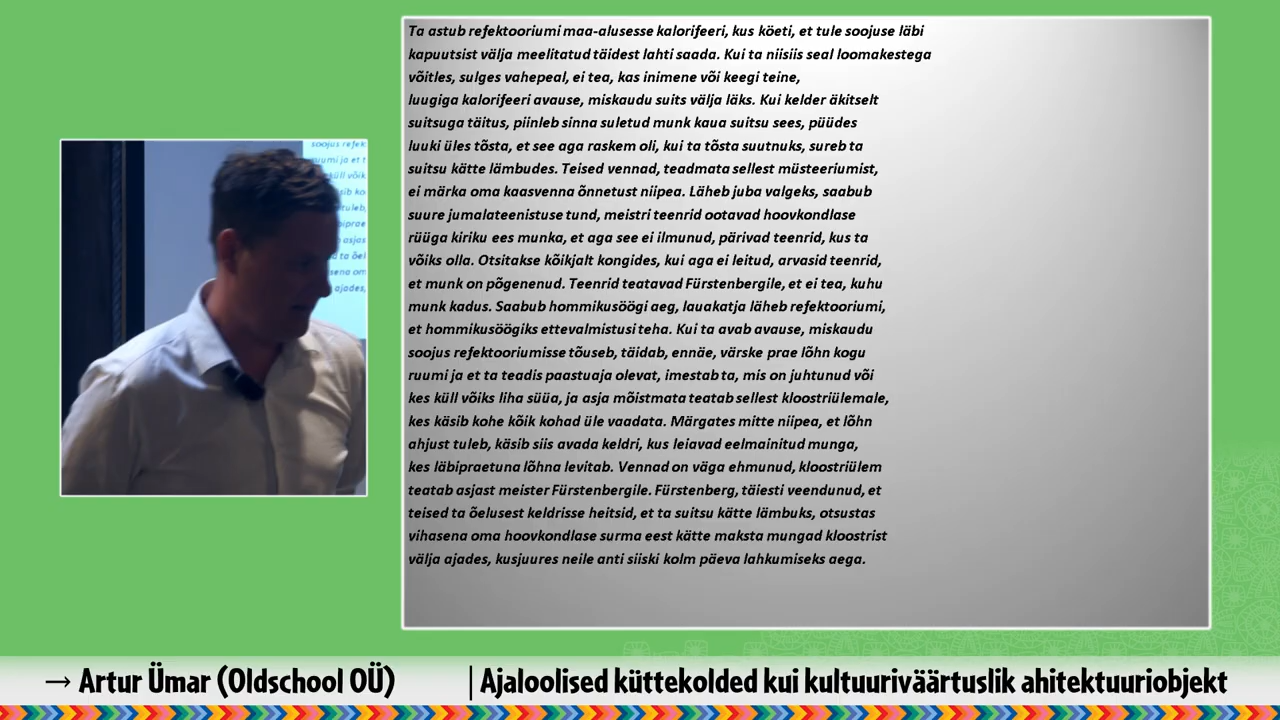 Ta astub refektooriumi maa-alusesse kalorifeeri, kus köeti, et tule soojuse läbi
kapuutsist välja meelitatud täidest lahti saada. Kui ta niisiis seal loomakestega
võitles, sulges vahepeal, ei tea, kas inimene või keegi teine,
luugiga kalorifeeri avause, miskaudu suits välja läks. Kui kelder äkitselt
suitsuga täitus, piinleb sinna suletud munk kaua suitsu sees, püüdes
luuki üles tõsta, et see aga raskem oli, kui ta tõsta suutnuks, sureb ta
suitsu kätte lämbudes. Teised vennad, teadmata sellest müsteeriumist,
ei märka oma kaasvenna õnnetust niipea. Läheb juba valgeks, saabub
suure jumalateenistuse tund, meistri teenrid ootavad hoovkondlase
rüüga kiriku ees munka, et aga see ei ilmunud, pärivad teenrid, kus ta
võiks olla. Otsitakse kõikjalt kongides, kui aga ei leitud, arvasid teenrid,
et munk on põgenenud. Teenrid teatavad Fürstenbergile, et ei tea, kuhu
munk kadus. Saabub hommikusöögi aeg, lauakatja läheb refektooriumi,
et hommikusöögiks ettevalmistusi teha. Kui ta avab avause, miskaudu
soojus refektooriumisse tõuseb, täidab, ennäe, värske prae lõhn kogu
ruumi ja et ta teadis paastuaja olevat, imestab ta, mis on juhtunud või
kes küll võiks liha süüa, ja asja mõistmata teatab sellest kloostriülemale,
kes käsib kohe kõik kohad üle vaadata. Märgates mitte niipea, et lõhn
ahjust tuleb, käsib siis avada keldri, kus leiavad eelmainitud munga,
kes läbipraetuna lõhna levitab. Vennad on väga ehmunud, kloostriülem
teatab asjast meister Fürstenbergile. Fürstenberg, täiesti veendunud, et
teised ta õelusest keldrisse heitsid, et ta suitsu kätte lämbuks, otsustas
vihasena oma hoovkondlase surma eest kätte maksta mungad kloostrist
välja ajades, kusjuures neile anti siiski kolm päeva lahkumiseks aega.
→ Artur Ümar (Oldschool OÜ) | Ajaloolised küttekolded kui kultuuriväärtuslik ahitektuuriobjekt